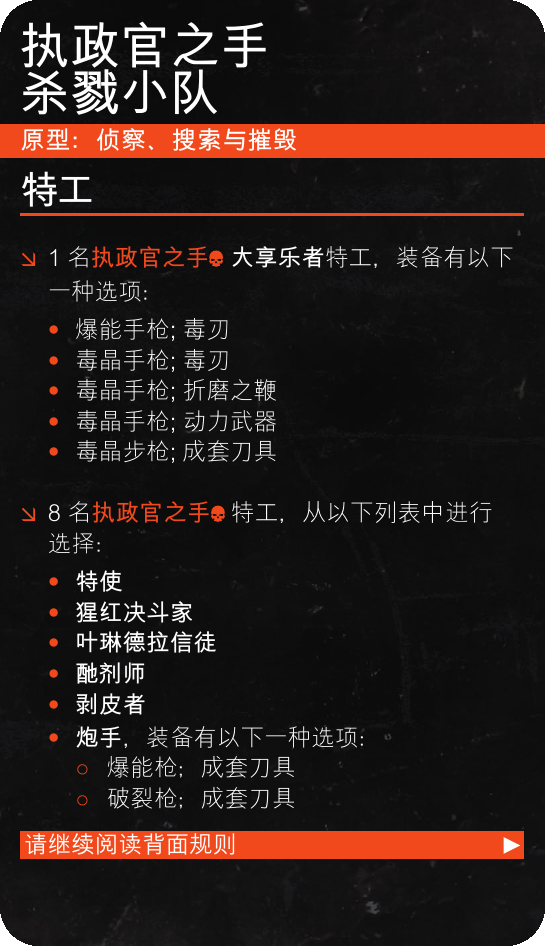 执政官之手
杀戮小队
原型：侦察、搜索与摧毁
特工
1 名执政官之手 大享乐者特工，装备有以下
一种选项：
爆能手枪; 毒刃
毒晶手枪; 毒刃
毒晶手枪; 折磨之鞭
毒晶手枪; 动力武器
毒晶步枪; 成套刀具
8 名执政官之手 特工，从以下列表中进行
选择：
特使
猩红决斗家
叶琳德拉信徒
酏剂师
剥皮者
炮手，装备有以下一种选项：
爆能枪；成套刀具
破裂枪；成套刀具
请继续阅读背面规则